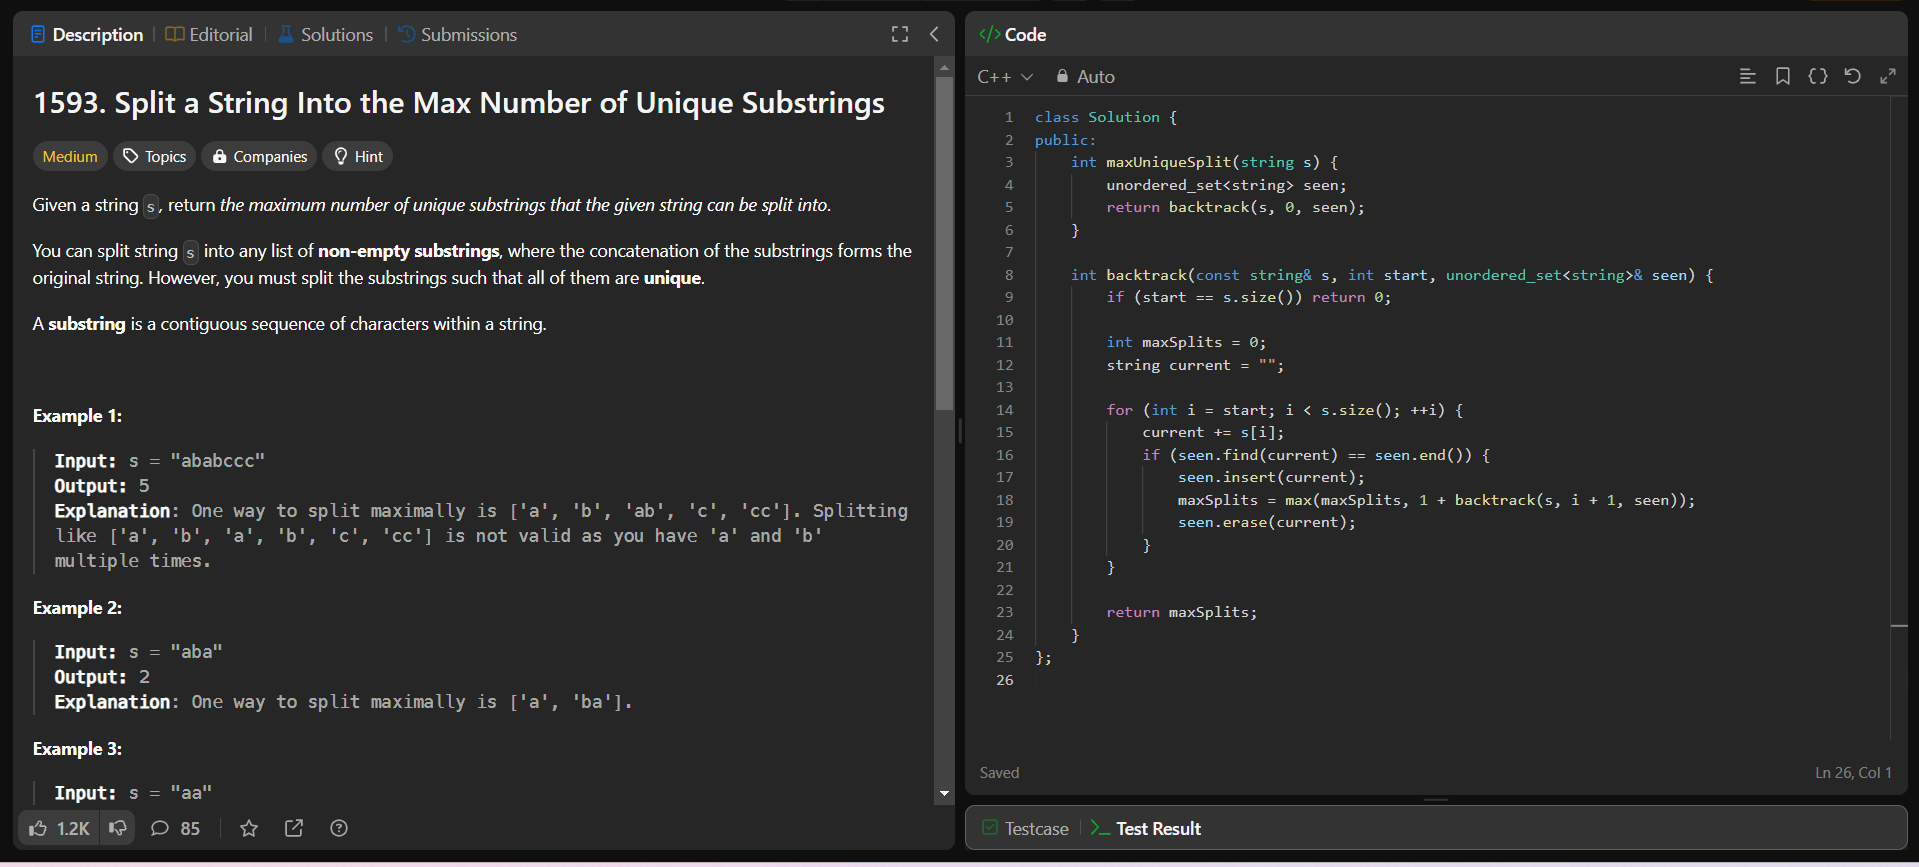 Description | Editorial | Solutions | Submissions
1593. Split a String Into the Max Number of Unique Substrings
Medium Topics Companies Hint
Given a string s, return the maximum number of unique substrings that the given string can be split into.
You can split string s into any list of non-empty substrings, where the concatenation of the substrings forms the
original string. However, you must split the substrings such that all of them are unique.
A substring is a contiguous sequence of characters within a string.
Example 1:
Input: s = "ababccc"
Output: 5
Explanation: One way to split maximally is ['a', 'b', 'ab', 'c', 'cc']. Splitting
like ['a', 'b', 'a', 'b', 'c', 'cc'] is not valid as you have 'a' and 'b'
multiple times.
Example 2:
Input: s = "aba"
Output: 2
Explanation: One way to split maximally is ['a', 'ba'].
Example 3:
Input: s = "aa"
1.2K 85
</> Code
C++ Auto
1 class Solution {
2 public:
3     int maxUniqueSplit(string s) {
4         unordered_set<string> seen;
5         return backtrack(s, 0, seen);
6     }
7
8     int backtrack(const string& s, int start, unordered_set<string>& seen) {
9         if (start == s.size()) return 0;
10
11         int maxSplits = 0;
12         string current = "";
13
14         for (int i = start; i < s.size(); ++i) {
15             current += s[i];
16             if (seen.find(current) == seen.end()) {
17                 seen.insert(current);
18                 maxSplits = max(maxSplits, 1 + backtrack(s, i + 1, seen));
19                 seen.erase(current);
20             }
21         }
22
23         return maxSplits;
24     }
25 };
26
Saved Ln 26, Col 1
Testcase | Test Result